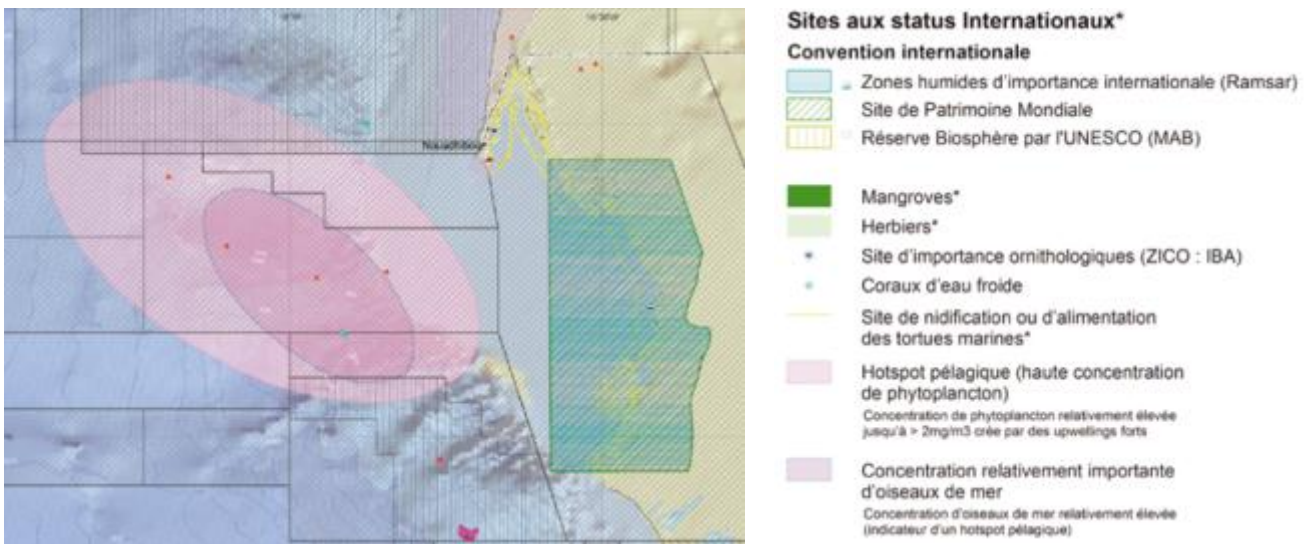 Nouadhibou
Sites aux status Internationaux*
Convention internationale
Zones humides d'importance internationale (Ramsar)
Site de Patrimoine Mondiale
Réserve Biosphère par l'UNESCO (MAB)
Mangroves*
Herbiers*
Site d'importance ornithologiques (ZICO : IBA)
Coraux d'eau froide
Site de nidification ou d'alimentation
des tortues marines*
Hotspot pélagique (haute concentration
de phytoplancton)
Concentration de phytoplancton relativement élevée
jusqu'à > 2mg/m3 crée par des upwellings forts
Concentration relativement importante
d'oiseaux de mer
Concentration d'oiseaux de mer relativement élevée
(indicateur d'un hotspot pélagique)